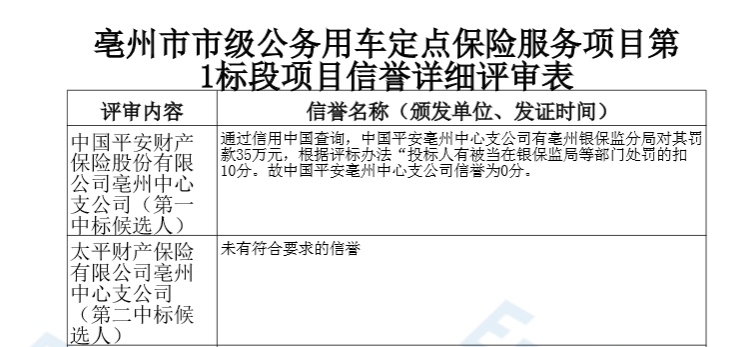 亳州市市级公务用车定点保险服务项目第
1标段项目信誉详细评审表
评审内容
信誉名称（颁发单位、发证时间）
中国平安财产
保险股份有限
公司亳州中心
支公司（第一
中标候选人）
通过信用中国查询，中国平安亳州中心支公司有亳州银保监分局对其罚
款35万元，根据评标办法“投标人有被当在银保监局等部门处罚的扣
10分。故中国平安亳州中心支公司信誉为0分。
太平财产保险
有限公司亳州
中心支公司
（第二中标候
选人）
未有符合要求的信誉